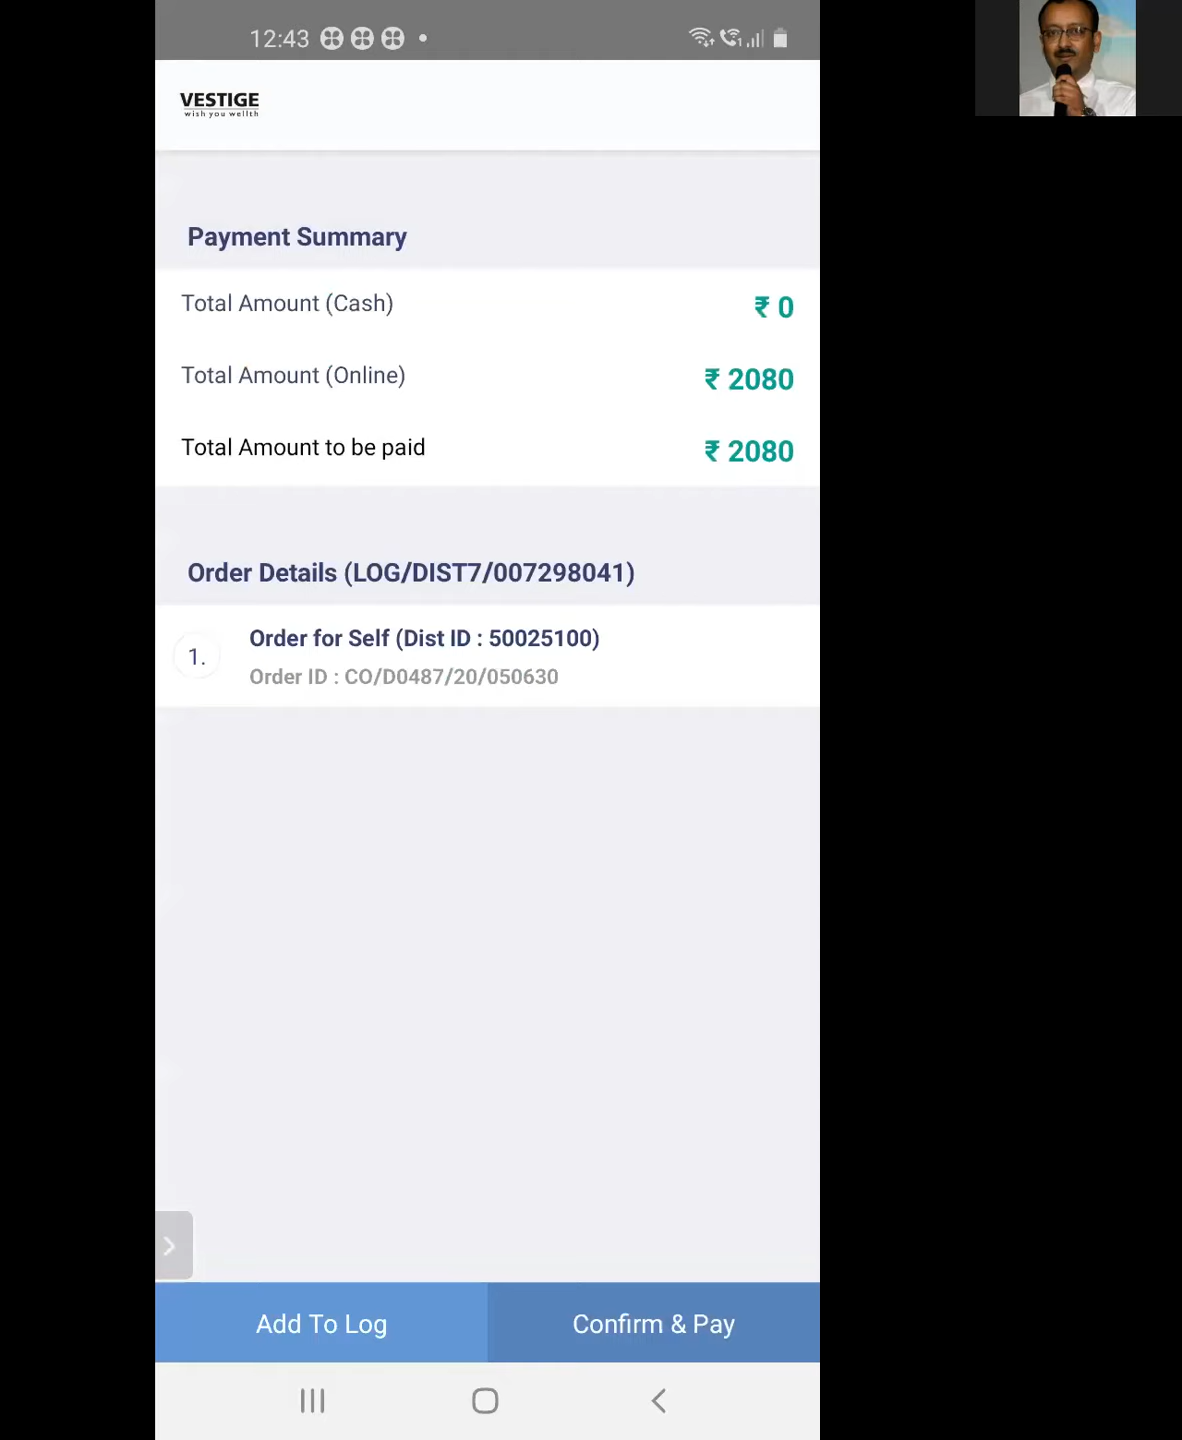 12:43
VESTIGE
wish you wellth
Payment Summary
Total Amount (Cash)
₹ 0
Total Amount (Online)
₹ 2080
Total Amount to be paid
₹ 2080
Order Details (LOG/DIST7/007298041)
1.
Order for Self (Dist ID : 50025100)
Order ID : CO/D0487/20/050630
Add To Log
Confirm & Pay